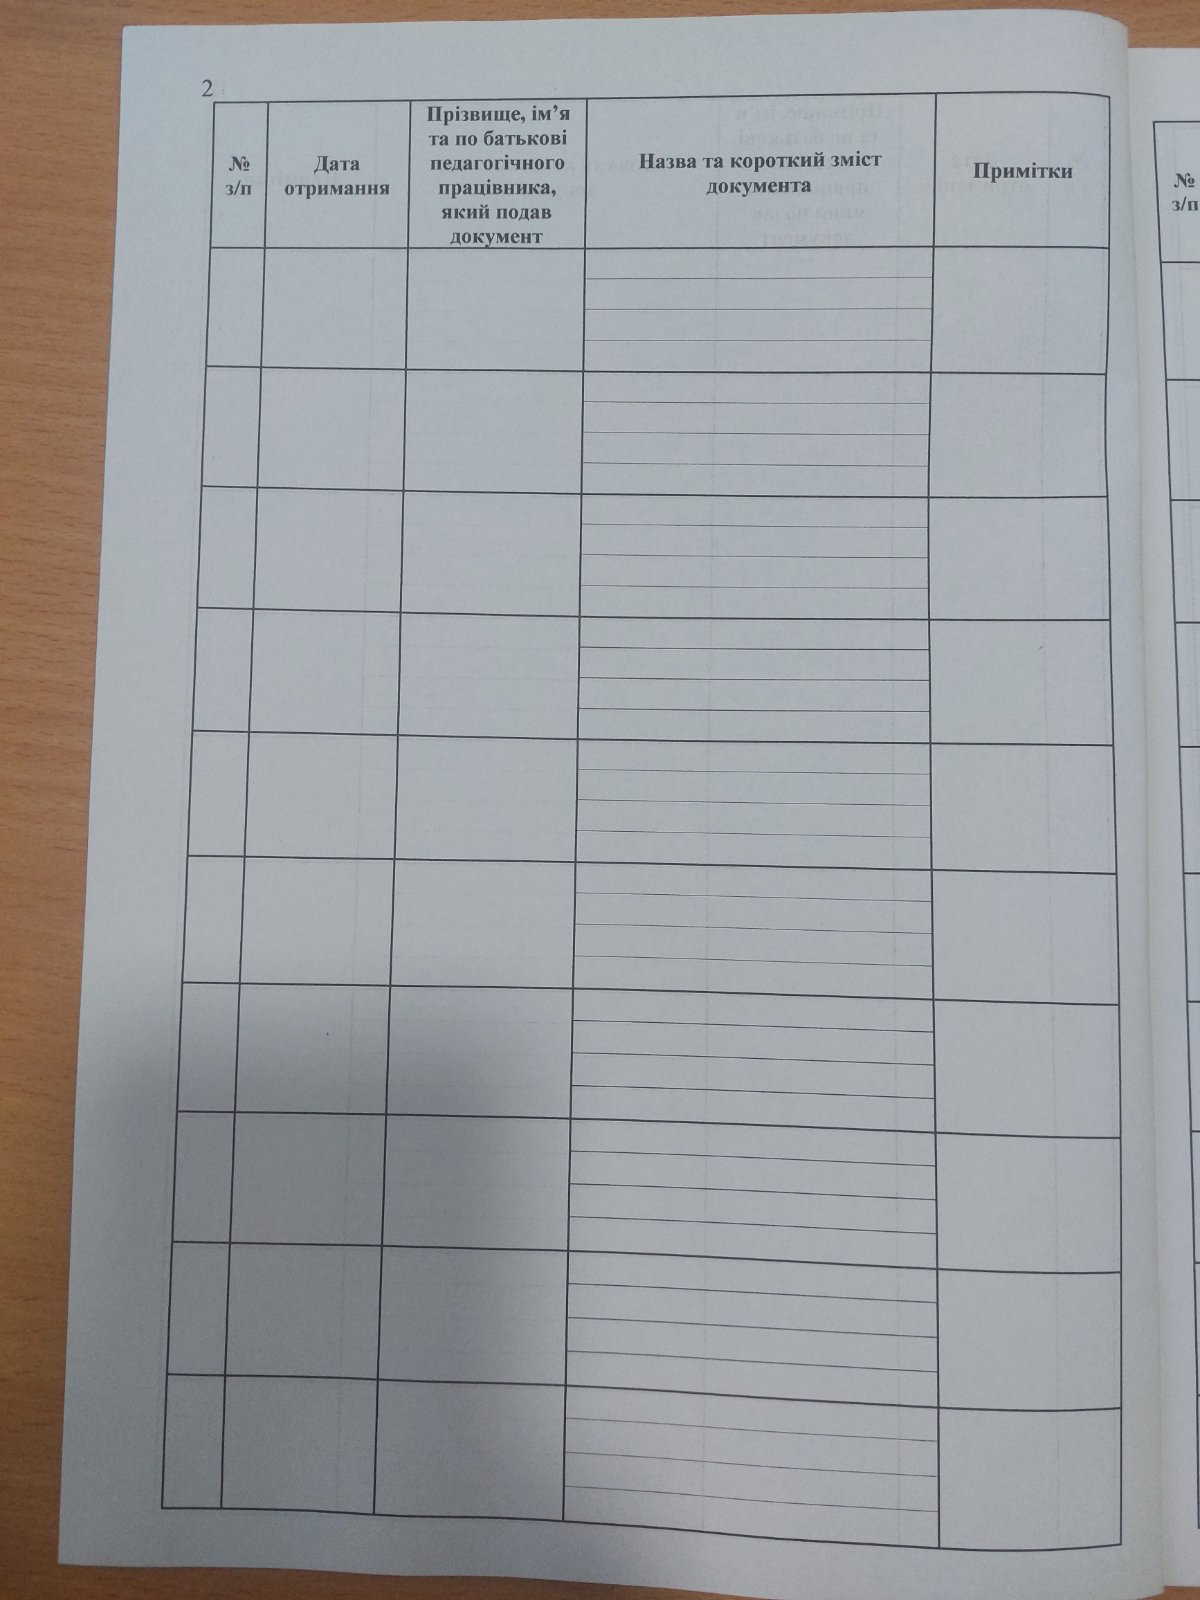 2
№
з/п
Дата
отримання
Прізвище, ім’я
та по батькові
педагогічного
працівника,
який подав
документ
Назва та короткий зміст
документа
Примітки
№
з/п